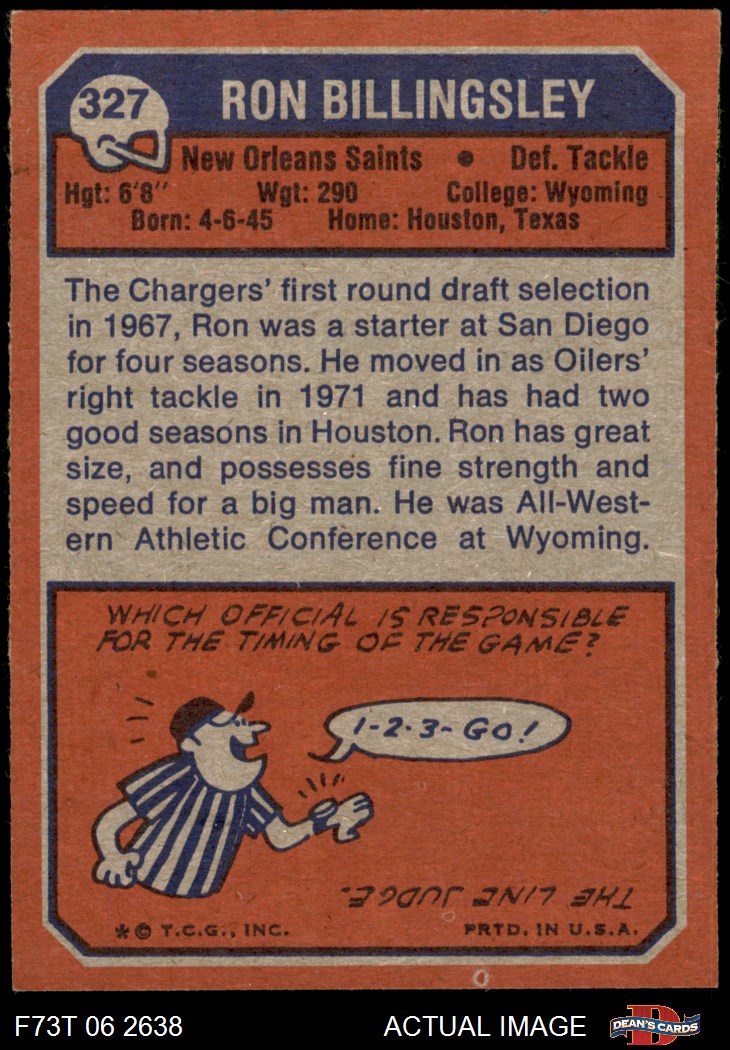 327 RON BILLINGSLEY
New Orleans Saints • Def. Tackle
Hgt: 6'8" Wgt: 290 College: Wyoming
Born: 4-6-45 Home: Houston, Texas
The Chargers' first round draft selection
in 1967, Ron was a starter at San Diego
for four seasons. He moved in as Oilers'
right tackle in 1971 and has had two
good seasons in Houston. Ron has great
size, and possesses fine strength and
speed for a big man. He was All-West-
ern Athletic Conference at Wyoming.
WHICH OFFICIAL IS RESPONSIBLE
FOR THE TIMING OF THE GAME?
1-2-3-GO!
THE LINE JUDGE.
*© T.C.G., INC. PRTD. IN U.S.A.
F73T 06 2638 ACTUAL IMAGE D DEAN'S CARDS